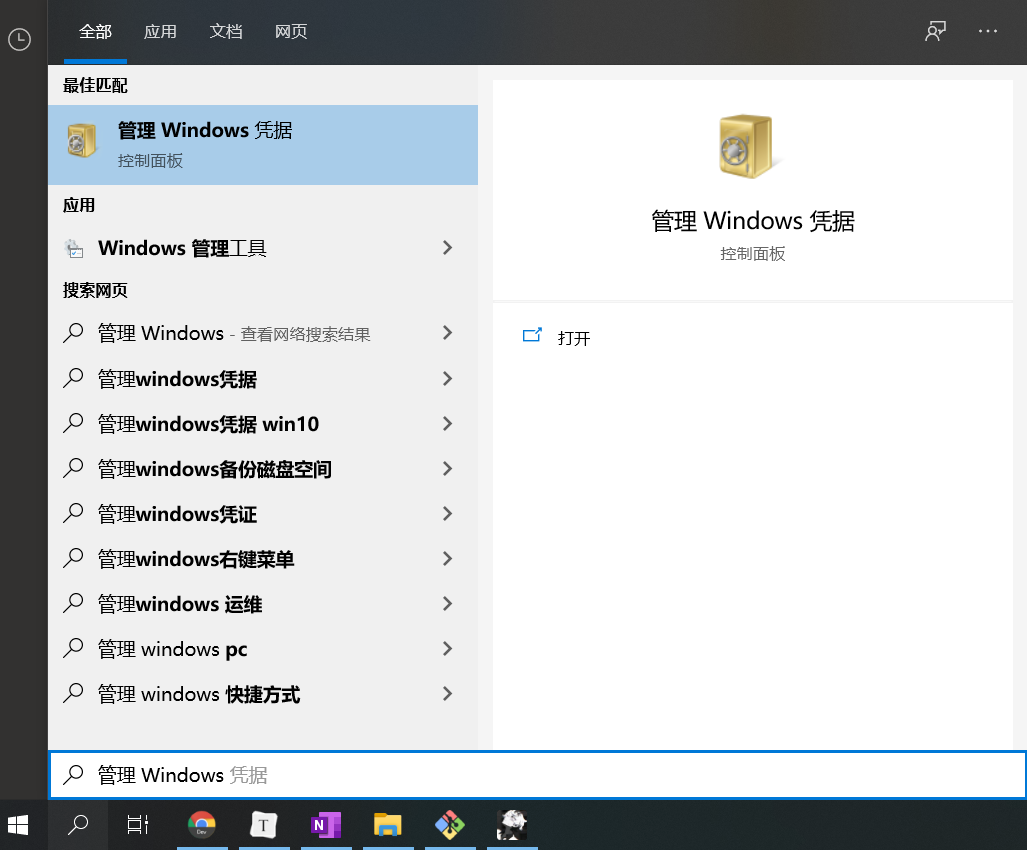 全部 应用 文档 网页
最佳匹配
管理 Windows 凭据
控制面板
应用
Windows 管理工具
搜索网页
管理 Windows - 查看网络搜索结果
管理windows凭据
管理windows凭据 win10
管理windows备份磁盘空间
管理windows凭证
管理windows右键菜单
管理windows 运维
管理 windows pc
管理 windows 快捷方式
管理 Windows 凭据
控制面板
打开
管理 Windows 凭据
Dev
T
N